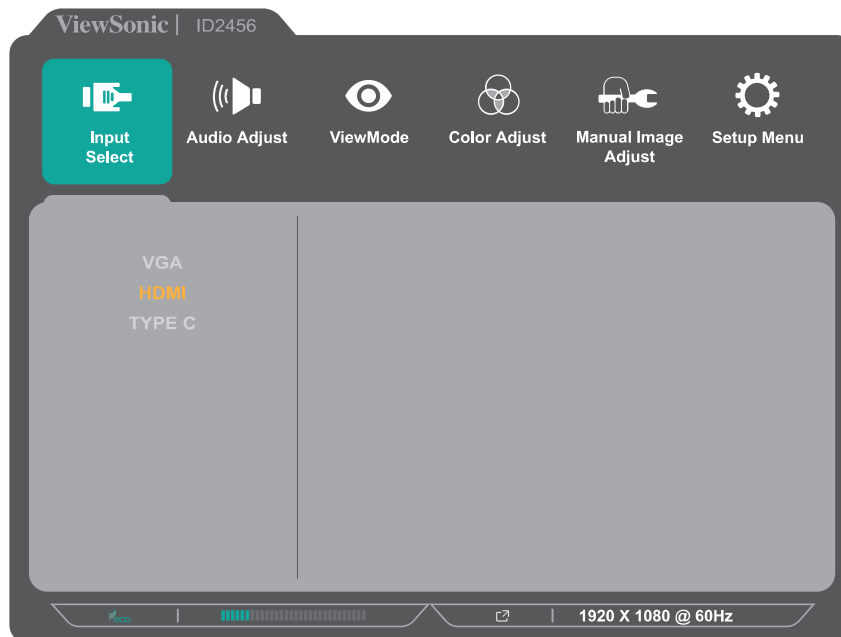 ViewSonic | ID2456
Input
Select
Audio Adjust
ViewMode
Color Adjust
Manual Image
Adjust
Setup Menu
VGA
HDMI
TYPE C
eco
1920 X 1080 @ 60Hz